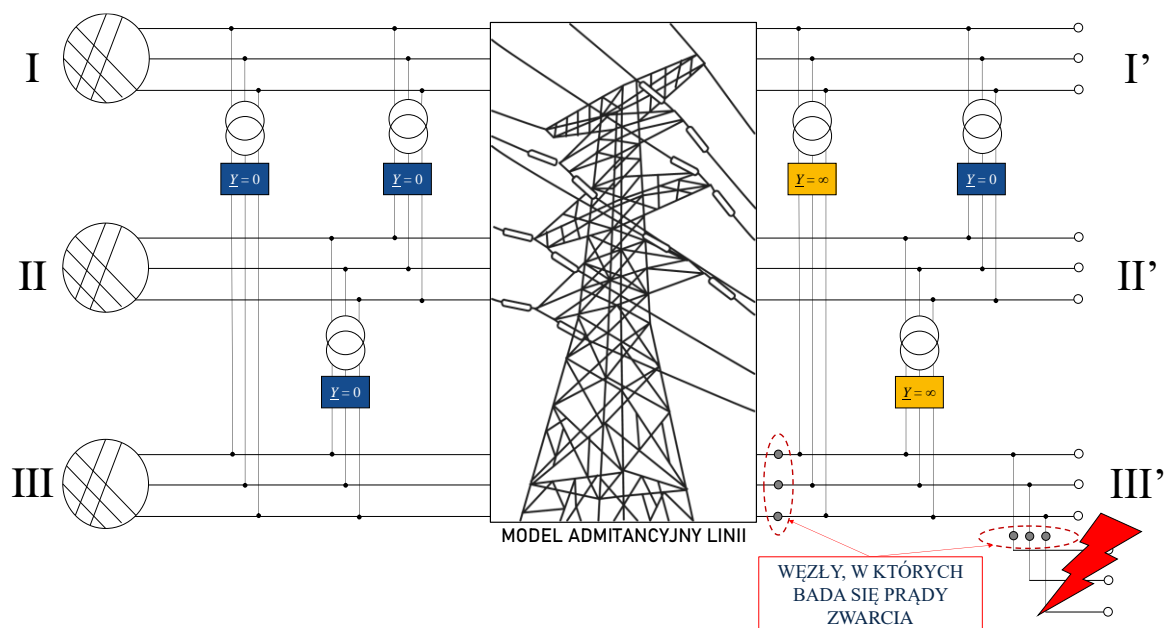 I
I'
Y = 0
Y = 0
Y = ∞
Y = 0
II
II'
Y = 0
Y = ∞
III
III'
MODEL ADMITANCYJNY LINII
WĘZŁY, W KTÓRYCH
BADA SIĘ PRĄDY
ZWARCIA